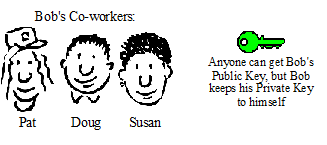 Bob's Co-workers:
Anyone can get Bob's
Public Key, but Bob
keeps his Private Key
to himself
Pat Doug Susan